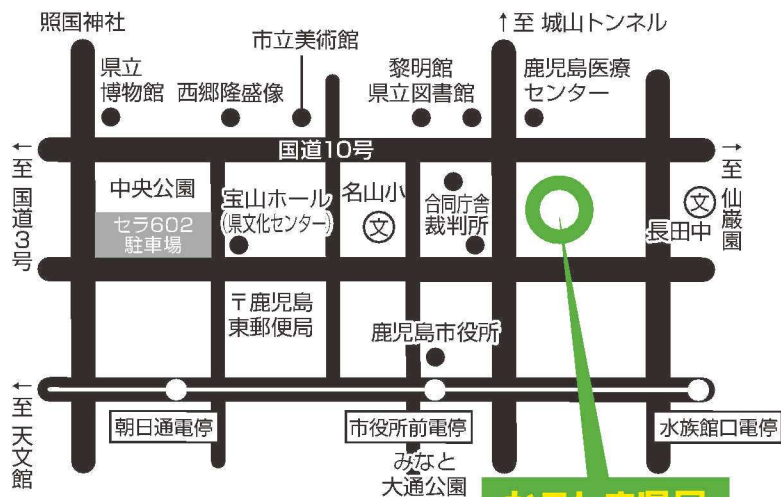 照国神社
↑至 城山トンネル
市立美術館
県立
博物館
西郷隆盛像
黎明館
県立図書館
鹿児島医療
センター
国道10号
←至 国道3号
→至 仙巌園
中央公園
セラ602
駐車場
宝山ホール
(県文化センター)
名山小
文
合同庁舎
裁判所
文
長田中
〒鹿児島
東郵便局
鹿児島市役所
←至 天文館
朝日通電停
市役所前電停
水族館口電停
みなと
大通公園